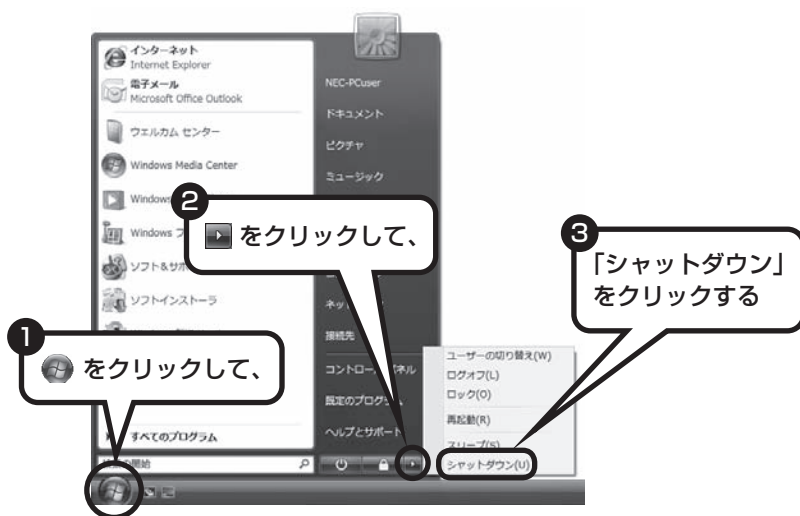 インターネット
Internet Explorer
電子メール
Microsoft Office Outlook
ウェルカム センター
Windows Media Center
Windows
Windows フ
ソフト&サポ
ソフトインストーラ
すべてのプログラム
の開始
NEC-PCuser
ドキュメント
ピクチャ
ミュージック
ネッ
接続先
コントロー ネル
既定のプログラム
ヘルプとサポート
ユーザーの切り替え(W)
ログオフ(L)
ロック(O)
再起動(R)
スリープ(S)
シャットダウン(U)
1
をクリックして、
2
をクリックして、
3
「シャットダウン」
をクリックする